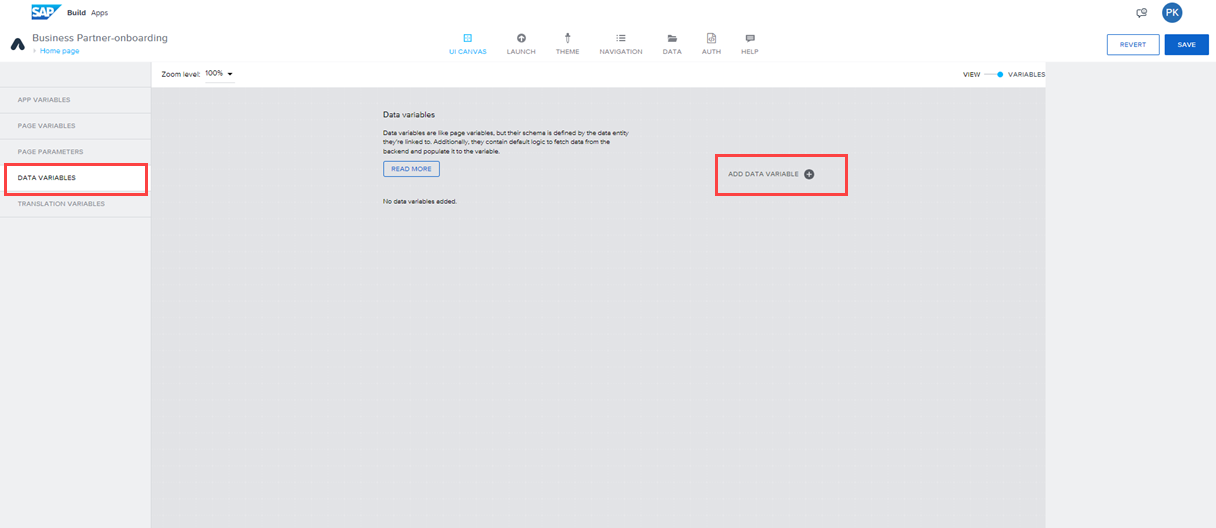 SAP Build Apps
PK
Business Partner-onboarding
› Home page
UI CANVAS
LAUNCH
THEME
NAVIGATION
DATA
AUTH
HELP
REVERT
SAVE
Zoom level: 100%
VIEW
VARIABLES
APP VARIABLES
PAGE VARIABLES
PAGE PARAMETERS
DATA VARIABLES
TRANSLATION VARIABLES
Data variables
Data variables are like page variables, but their schema is defined by the data entity
they're linked to. Additionally, they contain default logic to fetch data from the
backend and populate it to the variable.
READ MORE
ADD DATA VARIABLE
No data variables added.